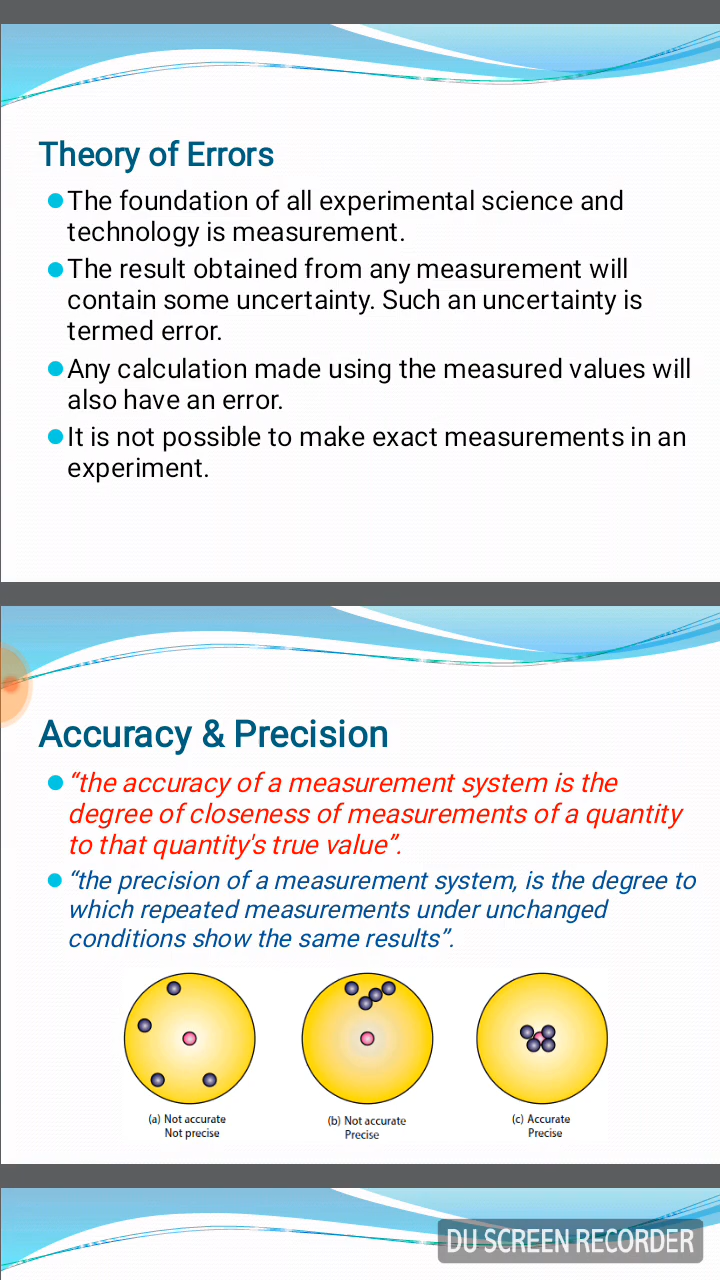 Theory of Errors
The foundation of all experimental science and
technology is measurement.
The result obtained from any measurement will
contain some uncertainty. Such an uncertainty is
termed error.
Any calculation made using the measured values will
also have an error.
It is not possible to make exact measurements in an
experiment.
Accuracy & Precision
“the accuracy of a measurement system is the
degree of closeness of measurements of a quantity
to that quantity's true value”.
“the precision of a measurement system, is the degree to
which repeated measurements under unchanged
conditions show the same results”.
(a) Not accurate
Not precise
(b) Not accurate
Precise
(c) Accurate
Precise
DU SCREEN RECORDER